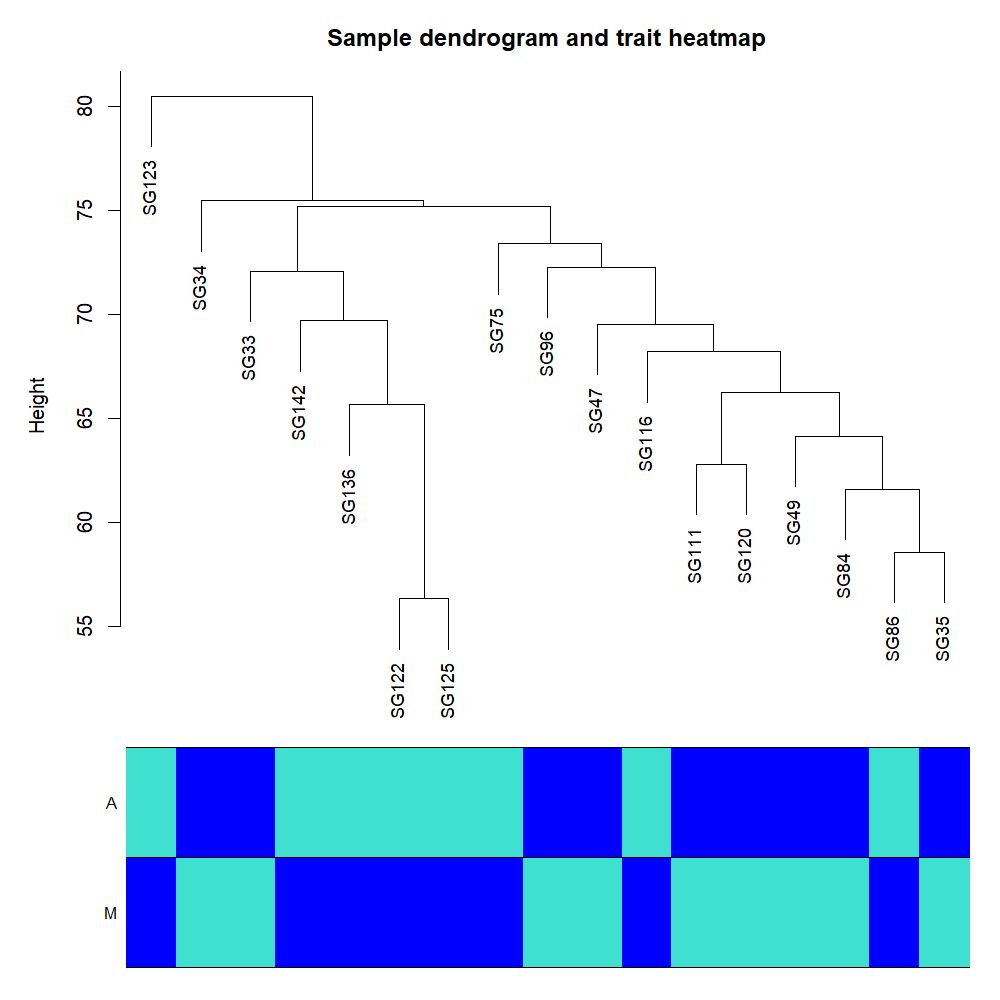 Sample dendrogram and trait heatmap
Height
80
75
70
65
60
55
SG123
SG34
SG33
SG142
SG136
SG122
SG125
SG75
SG96
SG47
SG116
SG111
SG120
SG49
SG84
SG86
SG35
A
M